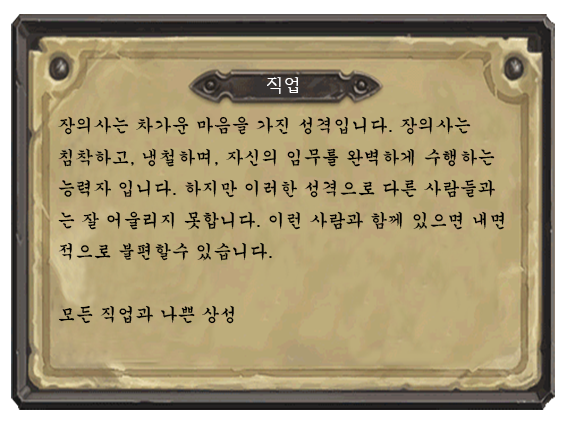 직업
장의사는 차가운 마음을 가진 성격입니다. 장의사는
침착하고, 냉철하며, 자신의 임무를 완벽하게 수행하는
능력자 입니다. 하지만 이러한 성격으로 다른 사람들과
는 잘 어울리지 못합니다. 이런 사람과 함께 있으면 내면
적으로 불편할수 있습니다.
모든 직업과 나쁜 상성